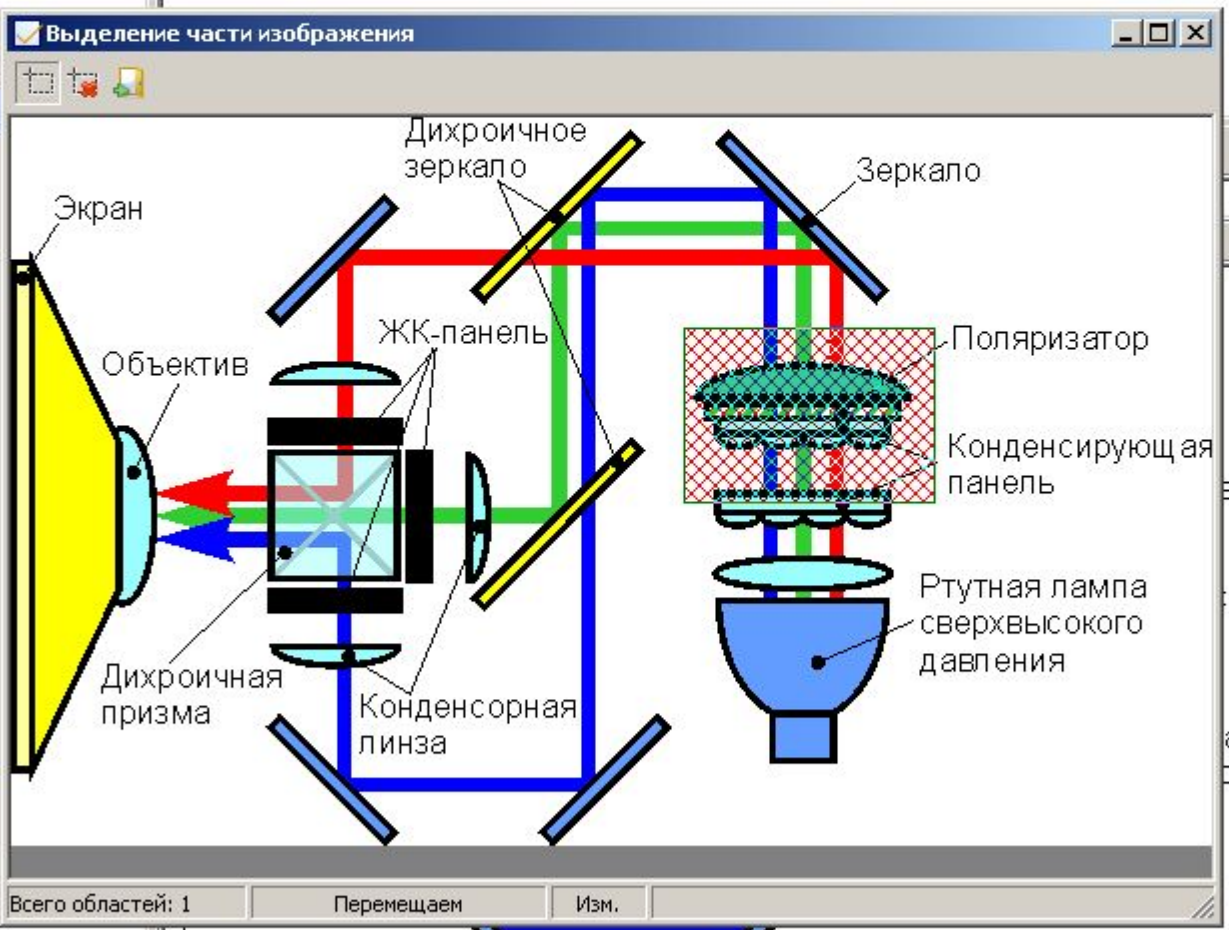 Выделение части изображения
Дихроичное
зеркало
Зеркало
Экран
ЖК-панель
Поляризатор
Объектив
Конденсирующая
панель
Ртутная лампа
сверхвысокого
давления
Дихроичная
призма
Конденсорная
линза
Всего областей: 1
Перемещаем
Изм.